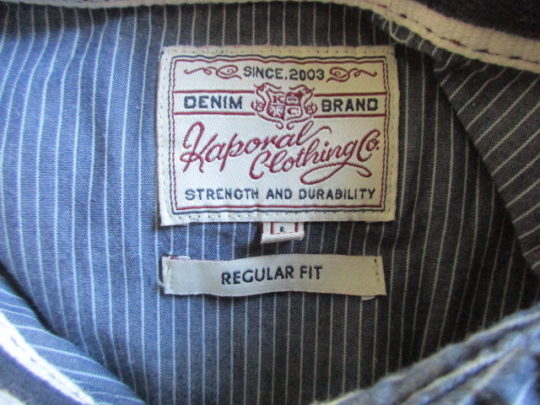 SINCE.2003
DENIM BRAND
Kaporal
Clothing Co.
STRENGTH AND DURABILITY
REGULAR FIT